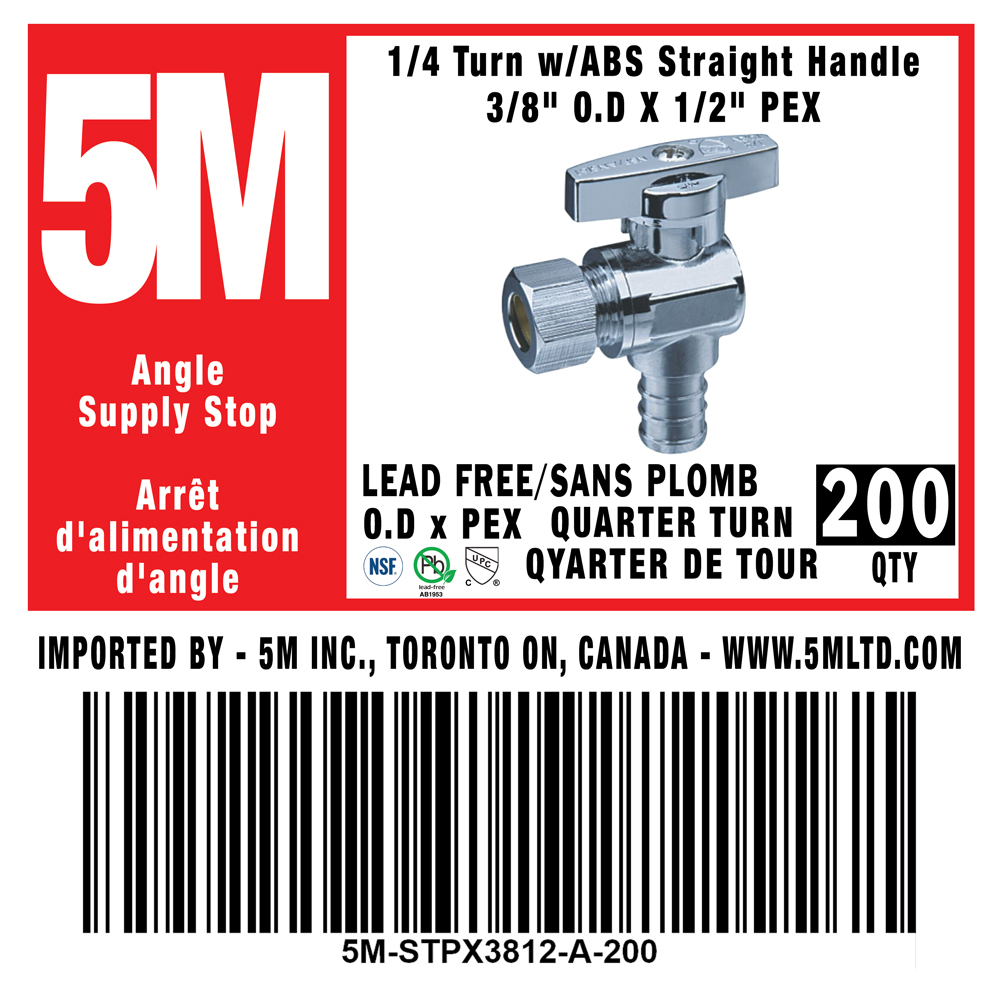 5M
Angle
Supply Stop
Arrêt
d'alimentation
d'angle
1/4 Turn w/ABS Straight Handle
3/8" O.D X 1/2" PEX
LEAD FREE/SANS PLOMB
O.D x PEX QUARTER TURN
QYARTER DE TOUR
200
QTY
NSF
Pb
lead-free
AB1953
UPC
C ®
IMPORTED BY - 5M INC., TORONTO ON, CANADA - WWW.5MLTD.COM
5M-STPX3812-A-200